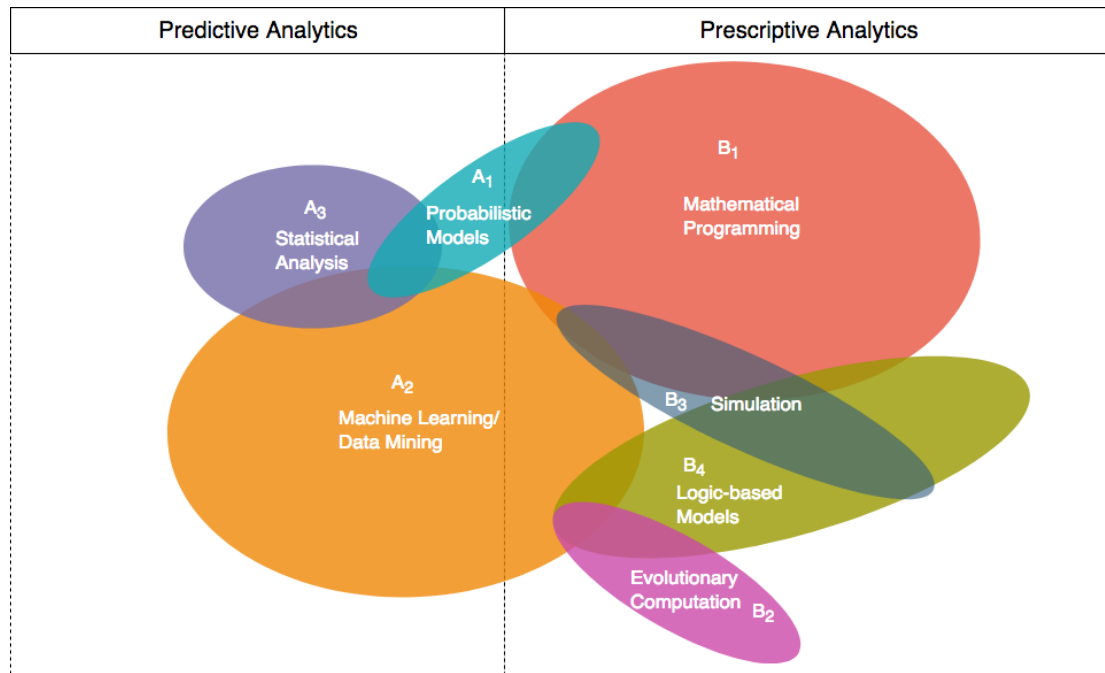 Predictive Analytics
Prescriptive Analytics
B1
Mathematical
Programming
A1
Probabilistic
Models
A3
Statistical
Analysis
A2
Machine Learning/
Data Mining
B3 Simulation
B4
Logic-based
Models
Evolutionary
Computation B2